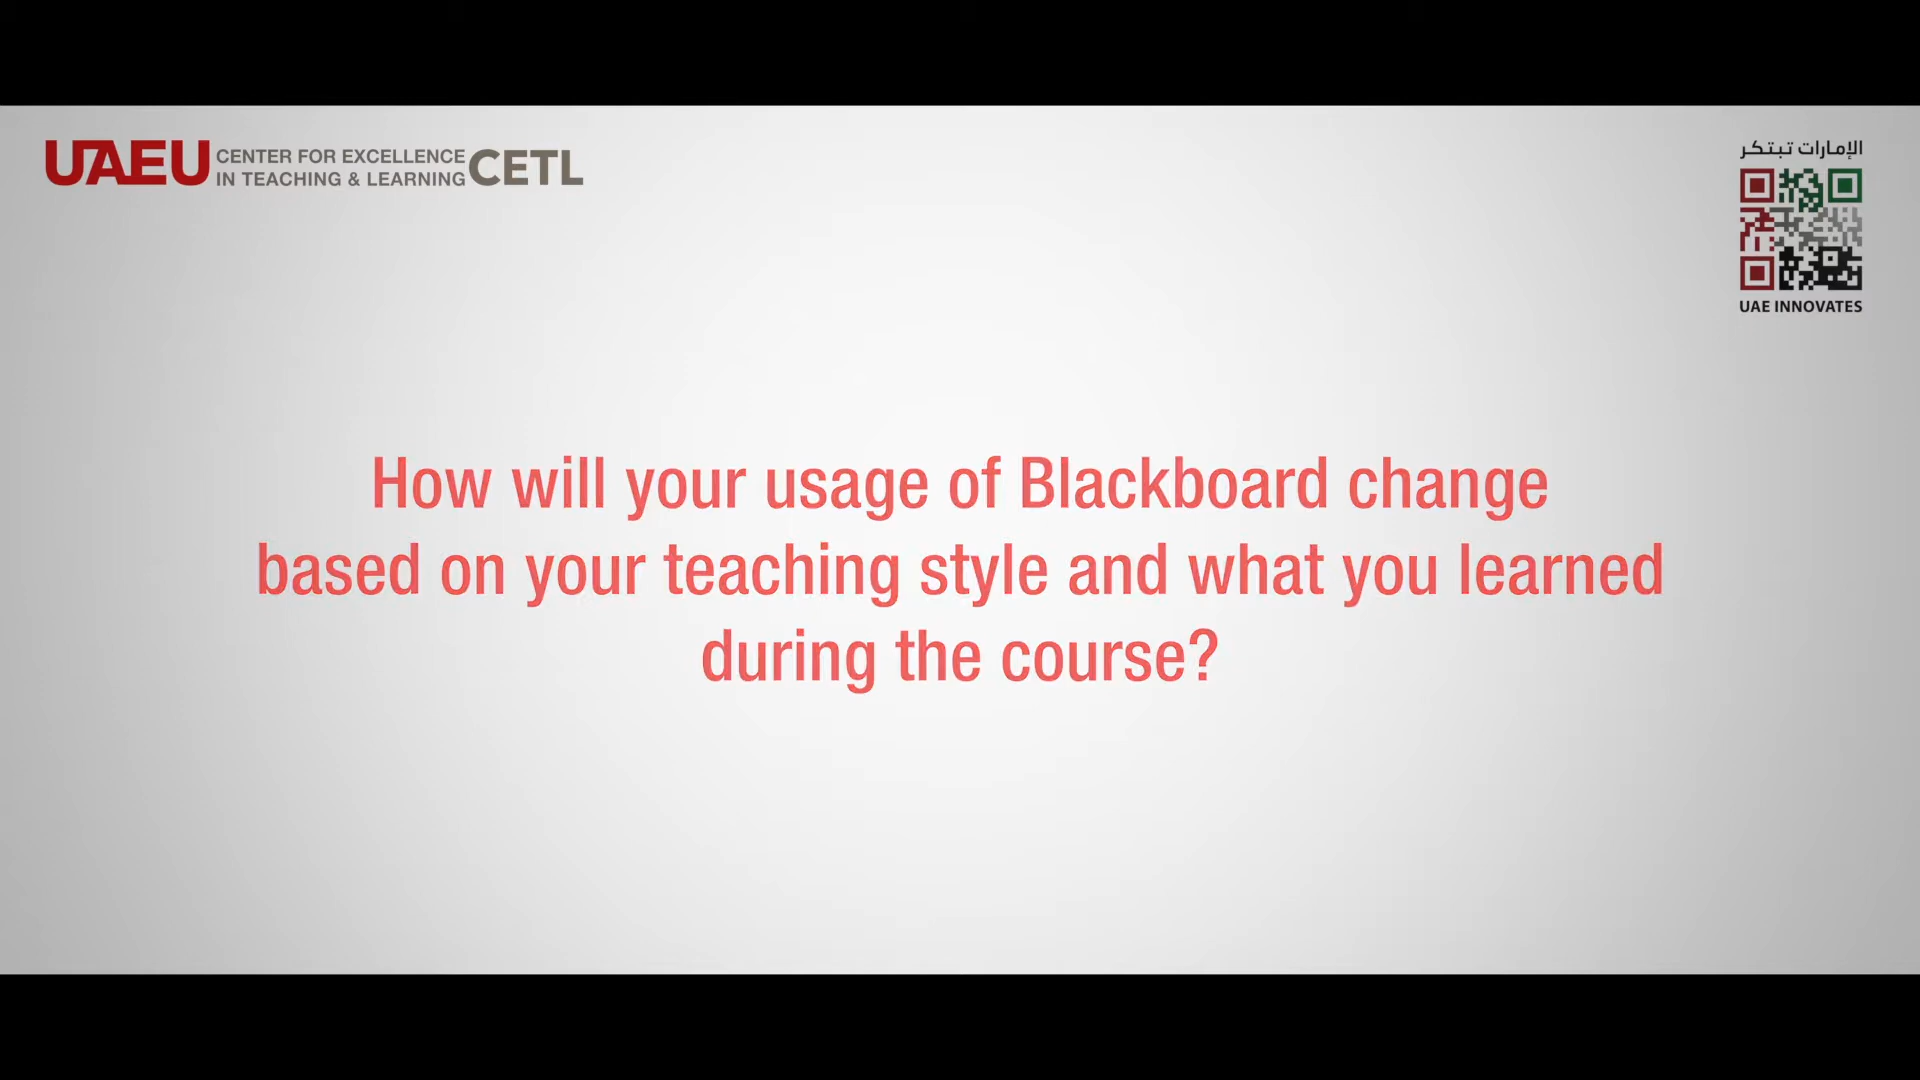 UAEU CENTER FOR EXCELLENCE
IN TEACHING & LEARNING CETL
الإمارات تبتكر
UAE INNOVATES
How will your usage of Blackboard change
based on your teaching style and what you learned
during the course?